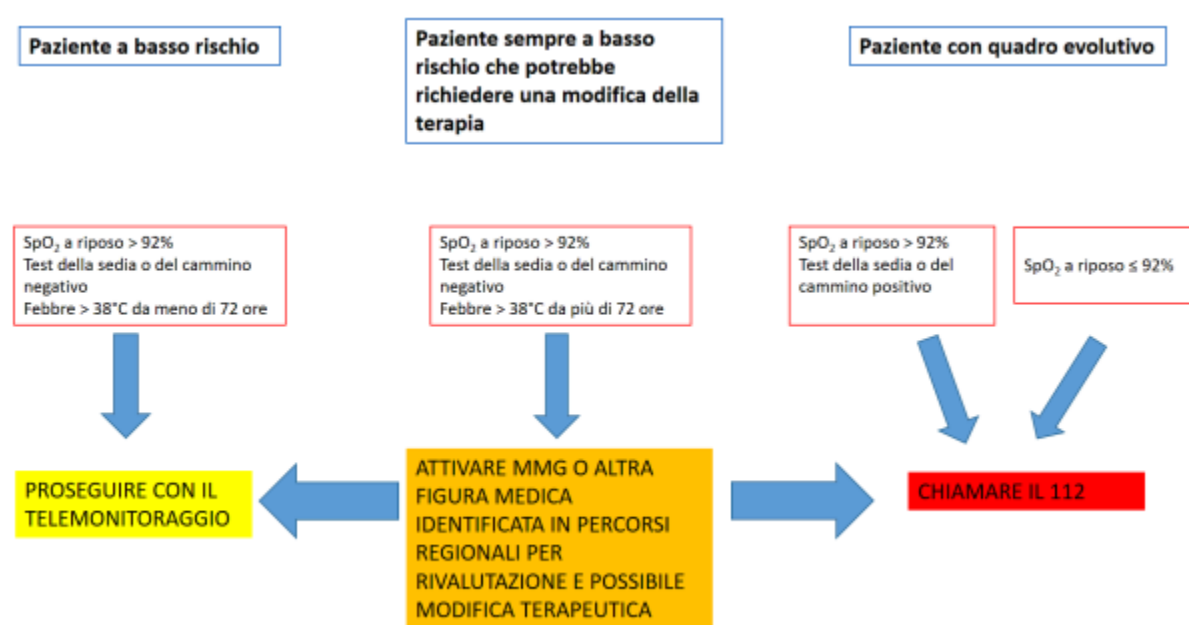 Paziente a basso rischio
Paziente sempre a basso
rischio che potrebbe
richiedere una modifica della
terapia
Paziente con quadro evolutivo
SpO₂ a riposo > 92%
Test della sedia o del cammino
negativo
Febbre > 38°C da meno di 72 ore
SpO₂ a riposo > 92%
Test della sedia o del cammino
negativo
Febbre > 38°C da più di 72 ore
SpO₂ a riposo > 92%
Test della sedia o del
cammino positivo
SpO₂ a riposo ≤ 92%
PROSEGUIRE CON IL
TELEMONITORAGGIO
ATTIVARE MMG O ALTRA
FIGURA MEDICA
IDENTIFICATA IN PERCORSI
REGIONALI PER
RIVALUTAZIONE E POSSIBILE
MODIFICA TERAPEUTICA
CHIAMARE IL 112